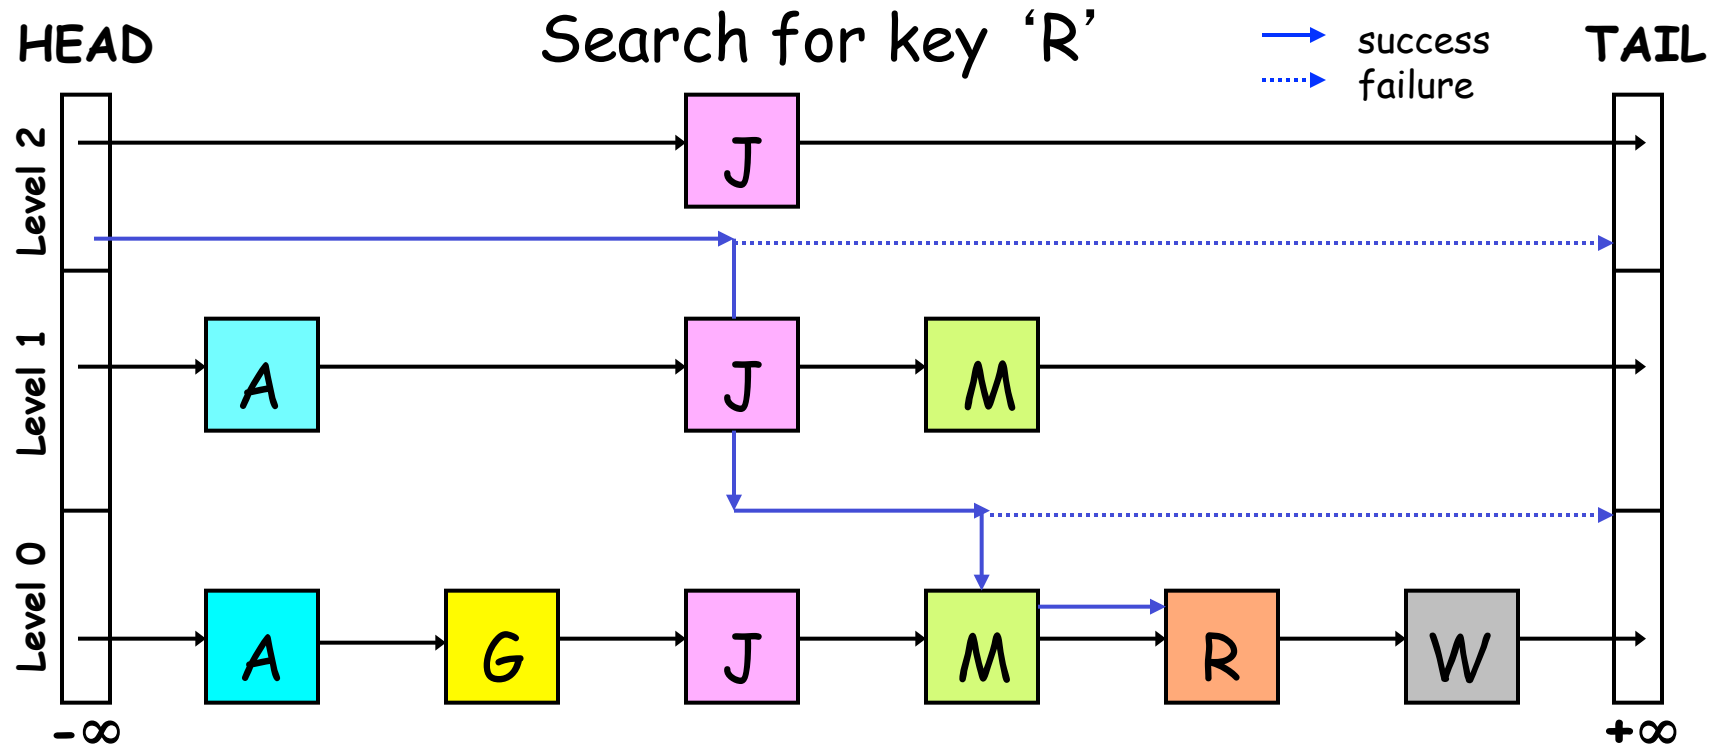 HEAD
Search for key ‘R’
success
failure
TAIL
Level 2
J
Level 1
A
J
M
Level 0
A
G
J
M
R
W
-∞
+∞